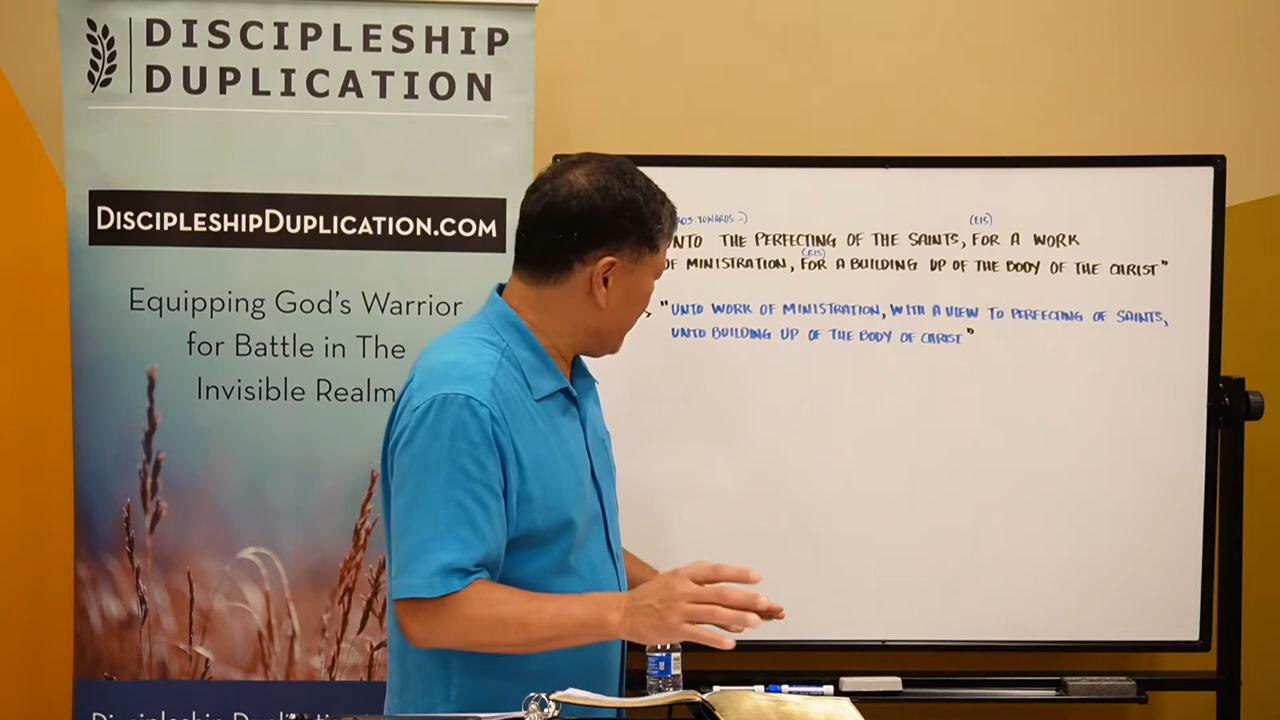 DISCIPLESHIP
DUPLICATION
DISCIPLESHIPDUPLICATION.COM
Equipping God's Warrior
for Battle in The
Invisible Realm
TOWARDS
(EIS)
THE PERFECTING OF THE SAINTS, FOR A WORK
(EIS)
OF MINISTRATION, FOR A BUILDING UP OF THE BODY OF THE CHRIST"
"UNTO WORK OF MINISTRATION, WITH A VIEW TO PERFECTING OF SAINTS,
UNTO BUILDING UP OF THE BODY OF CHRIST"